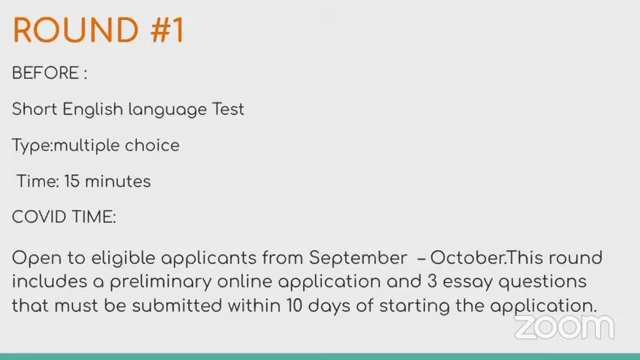 ROUND #1
BEFORE :
Short English language Test
Type:multiple choice
Time: 15 minutes
COVID TIME:
Open to eligible applicants from September – October.This round
includes a preliminary online application and 3 essay questions
that must be submitted within 10 days of starting the application.
zoom